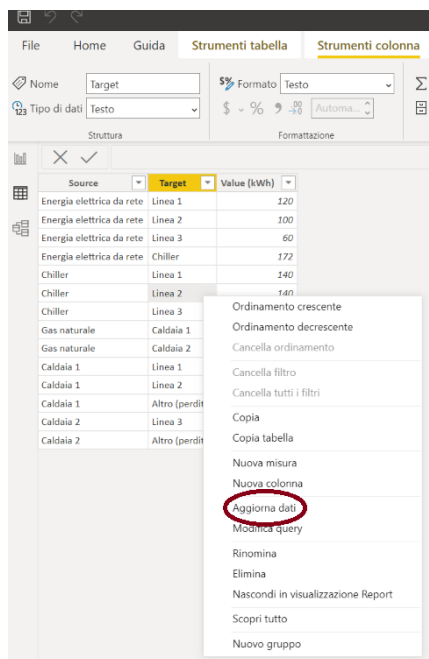 File Home Guida Strumenti tabella Strumenti colonna
Nome Target $% Formato Testo
123 Tipo di dati Testo $ % 9 .00 Automa...
Struttura Formattazione
Source Target Value (kWh)
Energia elettrica da rete Linea 1 120
Energia elettrica da rete Linea 2 100
Energia elettrica da rete Linea 3 60
Energia elettrica da rete Chiller 172
Chiller Linea 1 140
Chiller Linea 2 140
Chiller Linea 3
Gas naturale Caldaia 1
Gas naturale Caldaia 2
Caldaia 1 Linea 1
Caldaia 1 Linea 2
Caldaia 1 Altro (perdit
Caldaia 2 Linea 3
Caldaia 2 Altro (perdit
Ordinamento crescente
Ordinamento decrescente
Cancella ordinamento
Cancella filtro
Cancella tutti i filtri
Copia
Copia tabella
Nuova misura
Nuova colonna
Aggiorna dati
Modifica query
Rinomina
Elimina
Nascondi in visualizzazione Report
Scopri tutto
Nuovo gruppo